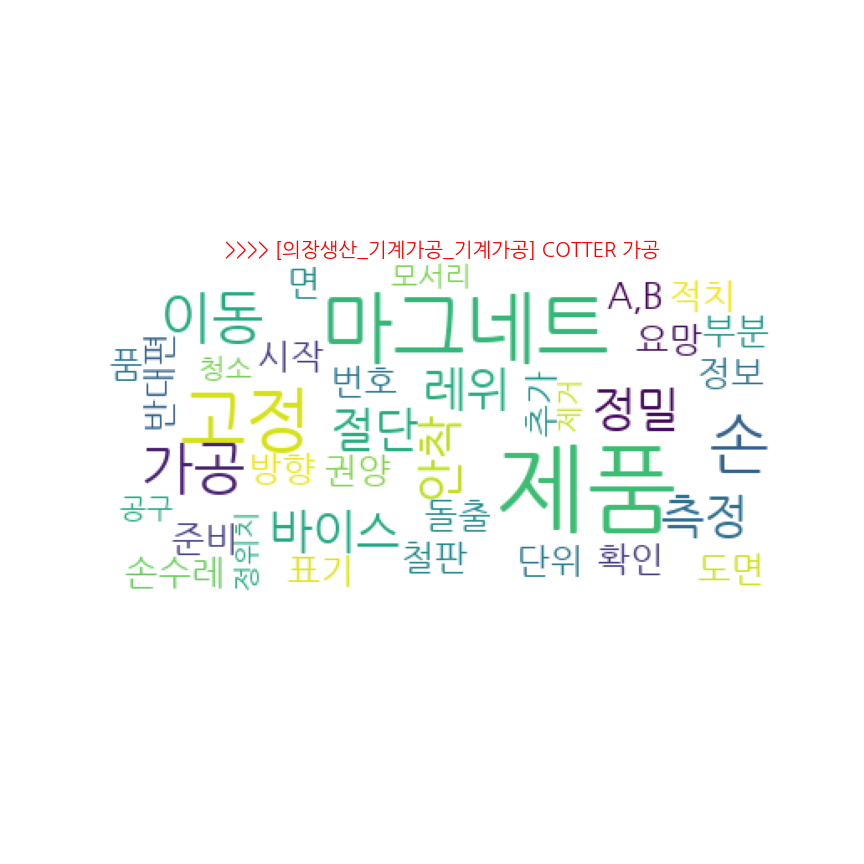 >>>> [의장생산_기계가공_기계가공] COTTER 가공
면
모서리
이동
마그네트
A,B
적치
품
반대편
청소
시작
번호
레위
추가
제거
요망
부분
정보
고정
절단
안착
정밀
손
가공
방향
권양
제품
측정
공구
준비
정위치
바이스
돌출
손수레
표기
철판
단위
확인
도면